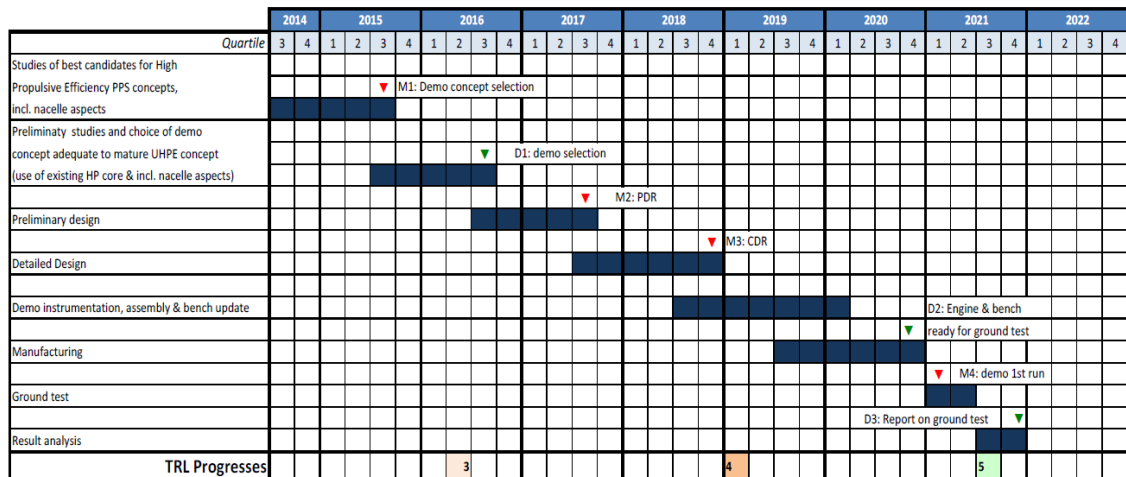 2014 2015 2016 2017 2018 2019 2020 2021 2022
Quartile 3 4 1 2 3 4 1 2 3 4 1 2 3 4 1 2 3 4 1 2 3 4 1 2 3 4 1 2 3 4 1 2 3 4
Studies of best candidates for High
Propulsive Efficiency PPS concepts, M1: Demo concept selection
incl. nacelle aspects
Preliminaty studies and choice of demo
concept adequate to mature UHPE concept D1: demo selection
(use of existing HP core & incl. nacelle aspects)
M2: PDR
Preliminary design
M3: CDR
Detailed Design
Demo instrumentation, assembly & bench update D2: Engine & bench
ready for ground test
Manufacturing
M4: demo 1st run
Ground test
D3: Report on ground test
Result analysis
TRL Progresses 3 4 5